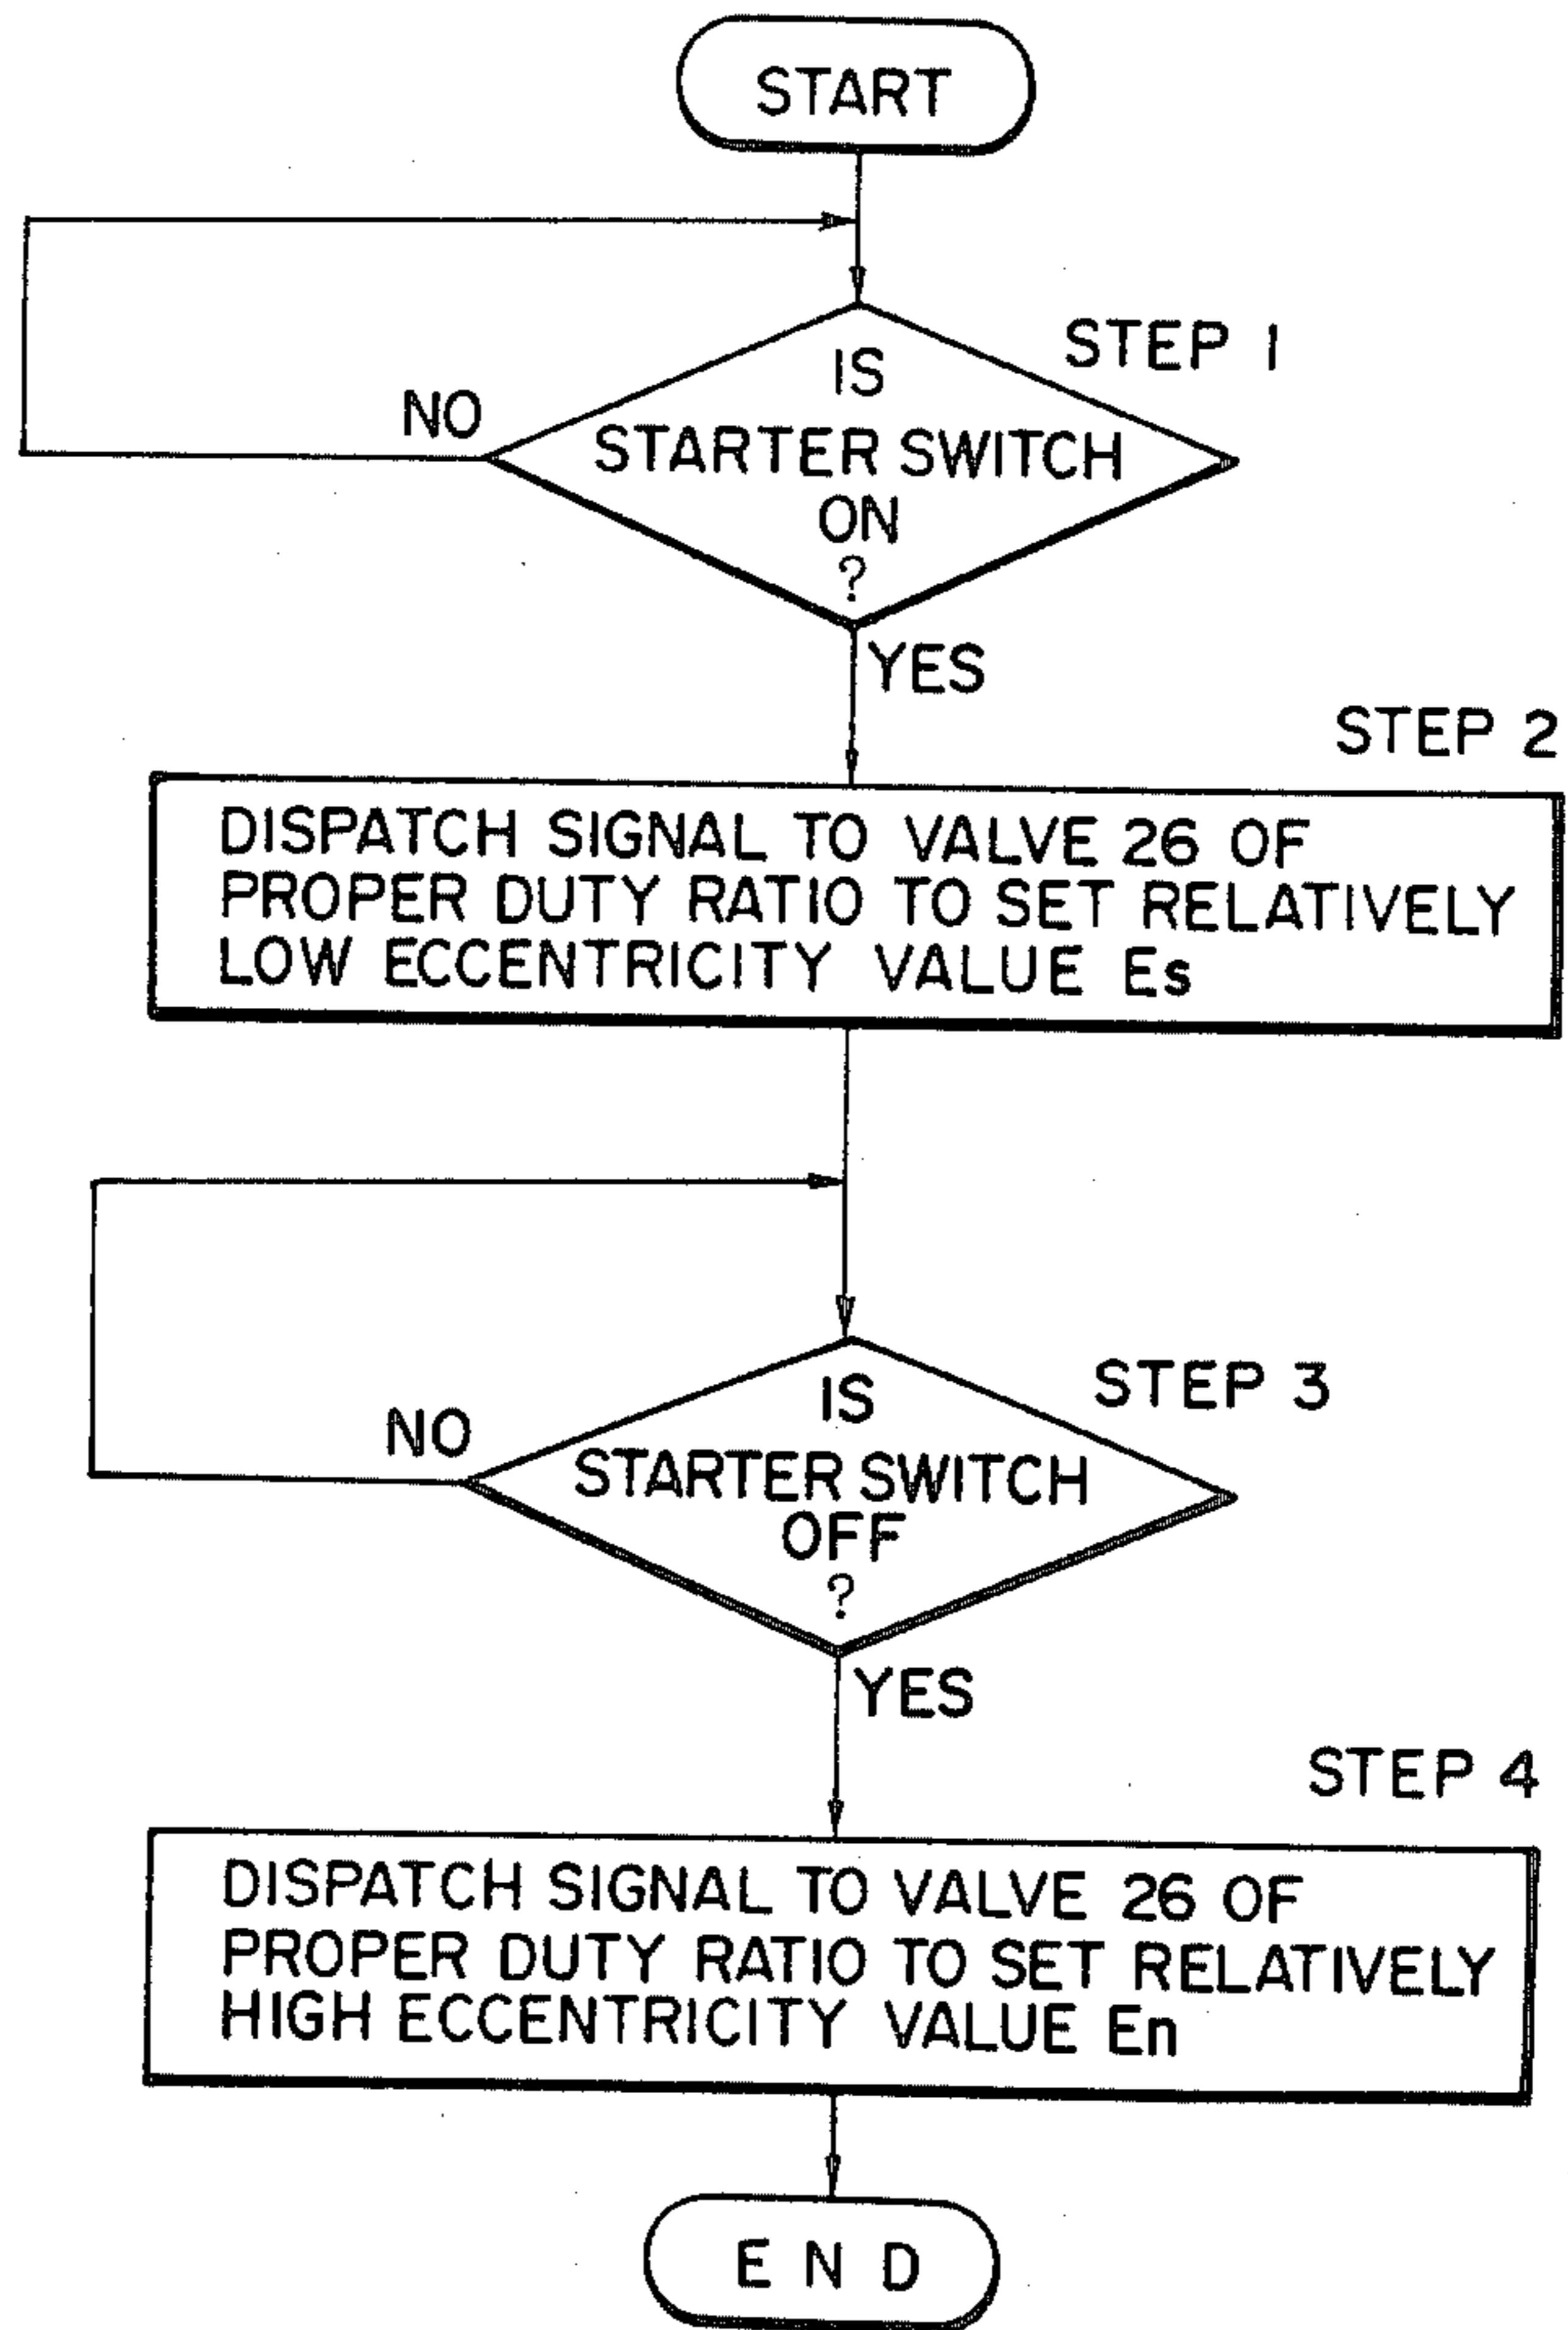 START
STEP 1
IS
NO
STARTER SWITCH
ON
?
YES
STEP 2
DISPATCH SIGNAL TO VALVE 26 OF
PROPER DUTY RATIO TO SET RELATIVELY
LOW ECCENTRICITY VALUE Es
STEP 3
IS
NO
STARTER SWITCH
OFF
?
YES
STEP 4
DISPATCH SIGNAL TO VALVE 26 OF
PROPER DUTY RATIO TO SET RELATIVELY
HIGH ECCENTRICITY VALUE En
END